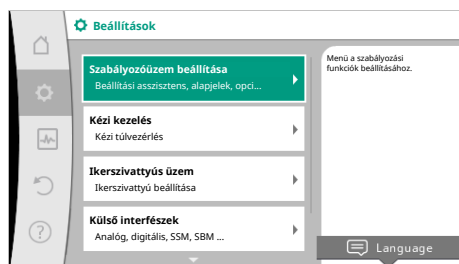 Beállítások
Szabályozóüzem beállítása
Beállítási asszisztens, alapjelek, opci...
Kézi kezelés
Kézi túlvezérlés
Ikerszivattyús üzem
Ikerszivattyú beállítása
Külső interfészek
Analóg, digitális, SSM, SBM ...
Menü a szabályozási
funkciók beállításához.
Language